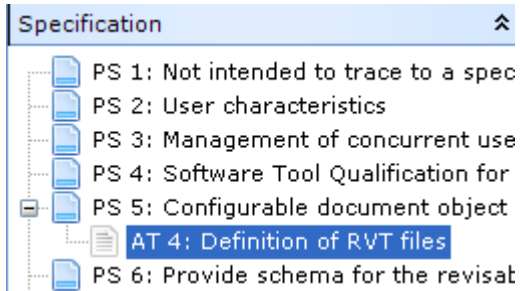 Specification
PS 1: Not intended to trace to a spec
PS 2: User characteristics
PS 3: Management of concurrent use
PS 4: Software Tool Qualification for
PS 5: Configurable document object
AT 4: Definition of RVT files
PS 6: Provide schema for the revisab